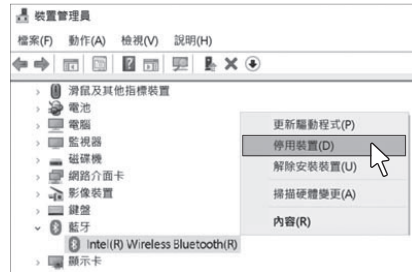 裝置管理員
檔案(F) 動作(A) 檢視(V) 說明(H)
滑鼠及其他指標裝置
電池
電腦
監視器
磁碟機
網路介面卡
影像裝置
鍵盤
藍牙
Intel(R) Wireless Bluetooth(R)
顯示卡
更新驅動程式(P)
停用裝置(D)
解除安裝裝置(U)
掃描硬體變更(A)
內容(R)